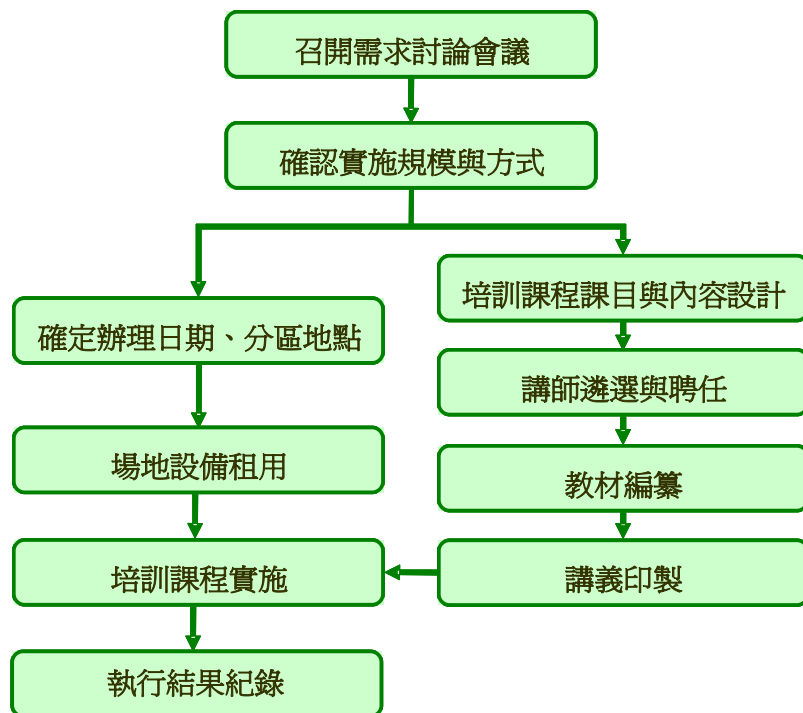 召開需求討論會議
確認實施規模與方式
確定辦理日期、分區地點
場地設備租用
培訓課程課目與內容設計
講師遴選與聘任
教材編纂
講義印製
培訓課程實施
執行結果紀錄